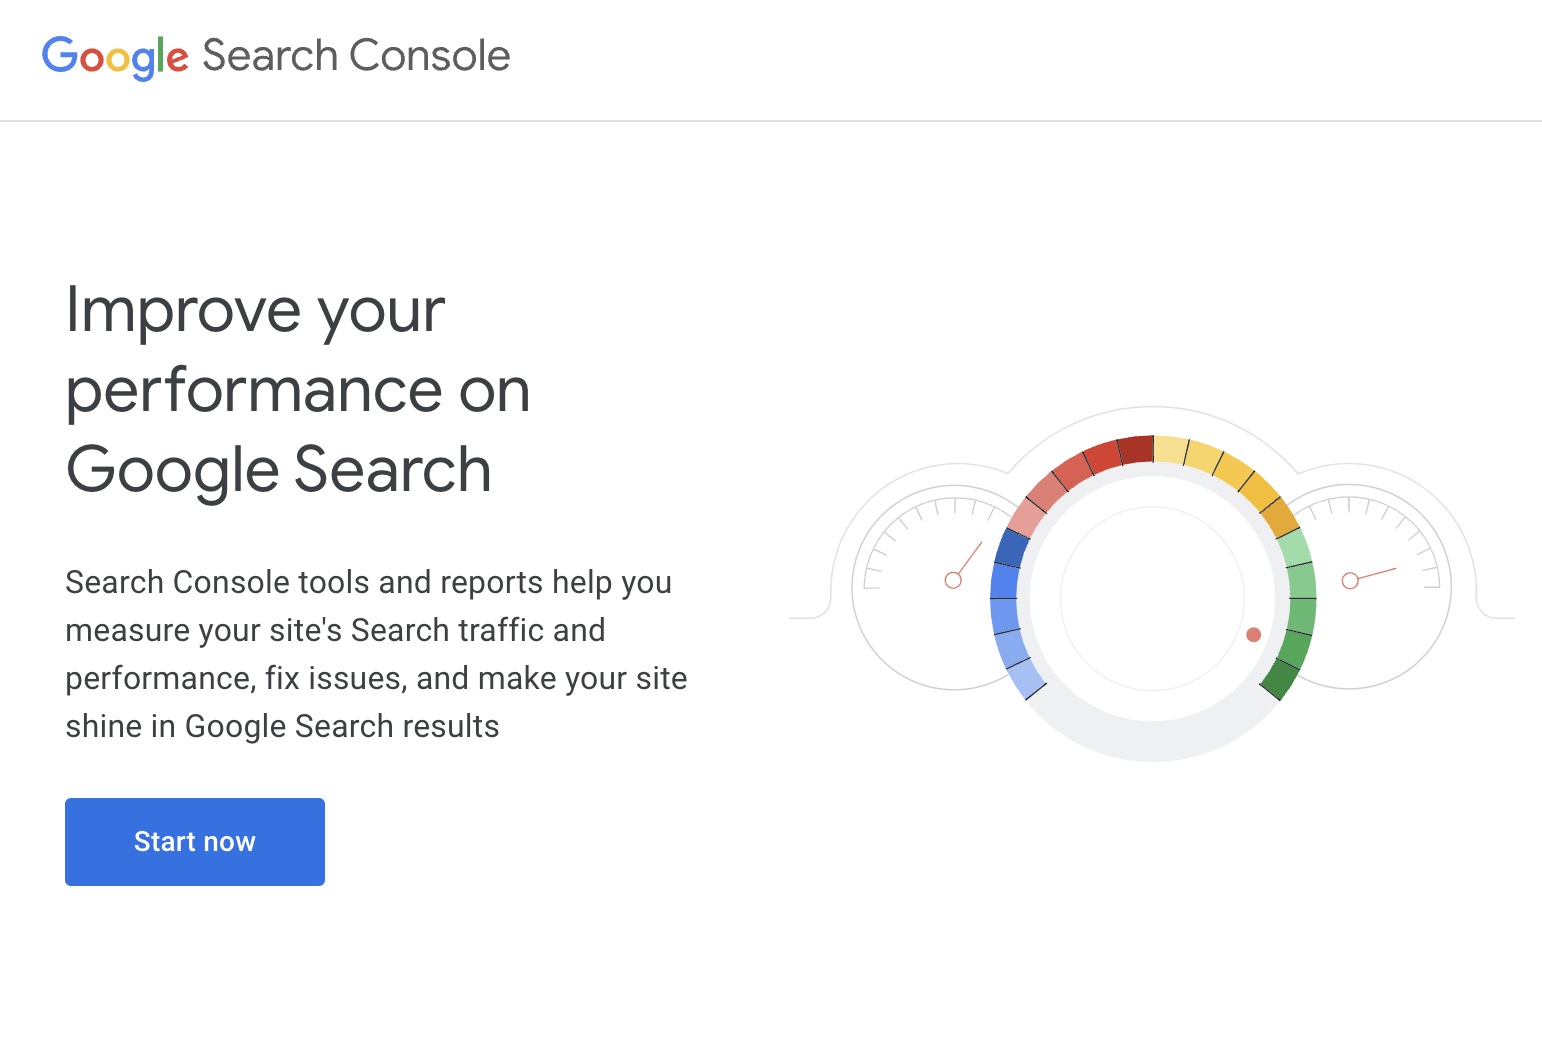 Google Search Console
Improve your
performance on
Google Search
Search Console tools and reports help you
measure your site's Search traffic and
performance, fix issues, and make your site
shine in Google Search results
Start now